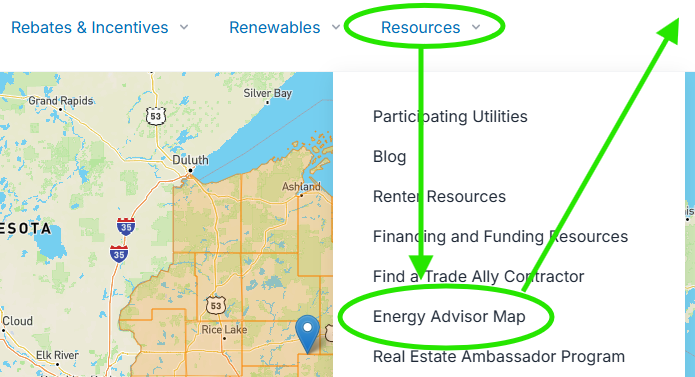 Rebates & Incentives
Renewables
Resources
Grand Rapids
53
Silver Bay
Duluth
Ashland
ESOTA
35
35
53
Cloud
Rice Lake
Elk River
Participating Utilities
Blog
Renter Resources
Financing and Funding Resources
Find a Trade Ally Contractor
Energy Advisor Map
Real Estate Ambassador Program